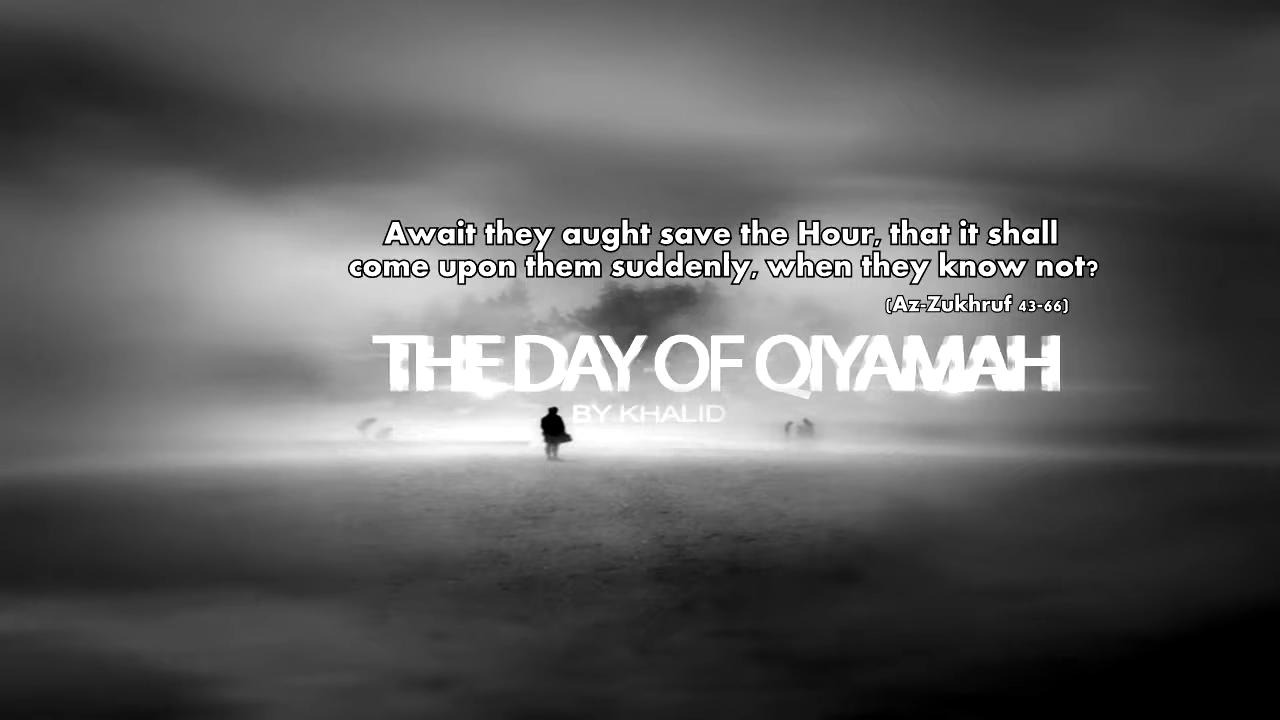 Await they aught save the Hour, that it shall
come upon them suddenly, when they know not?
(Az-Zukhruf 43-66)
THE DAY OF QIYAMAH
BY KHALID